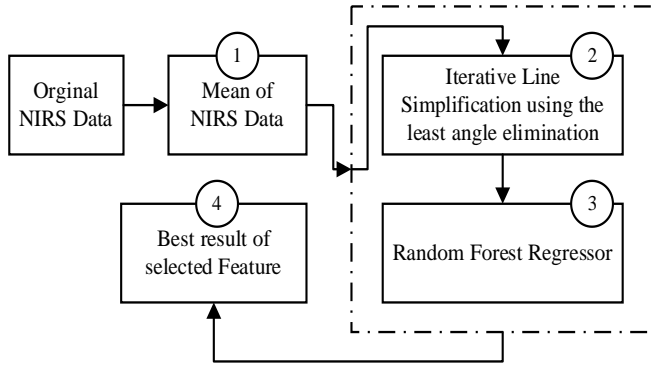 Orginal
NIRS Data
1
Mean of
NIRS Data
2
Iterative Line
Simplification using the
least angle elimination
3
Random Forest Regressor
4
Best result of
selected Feature